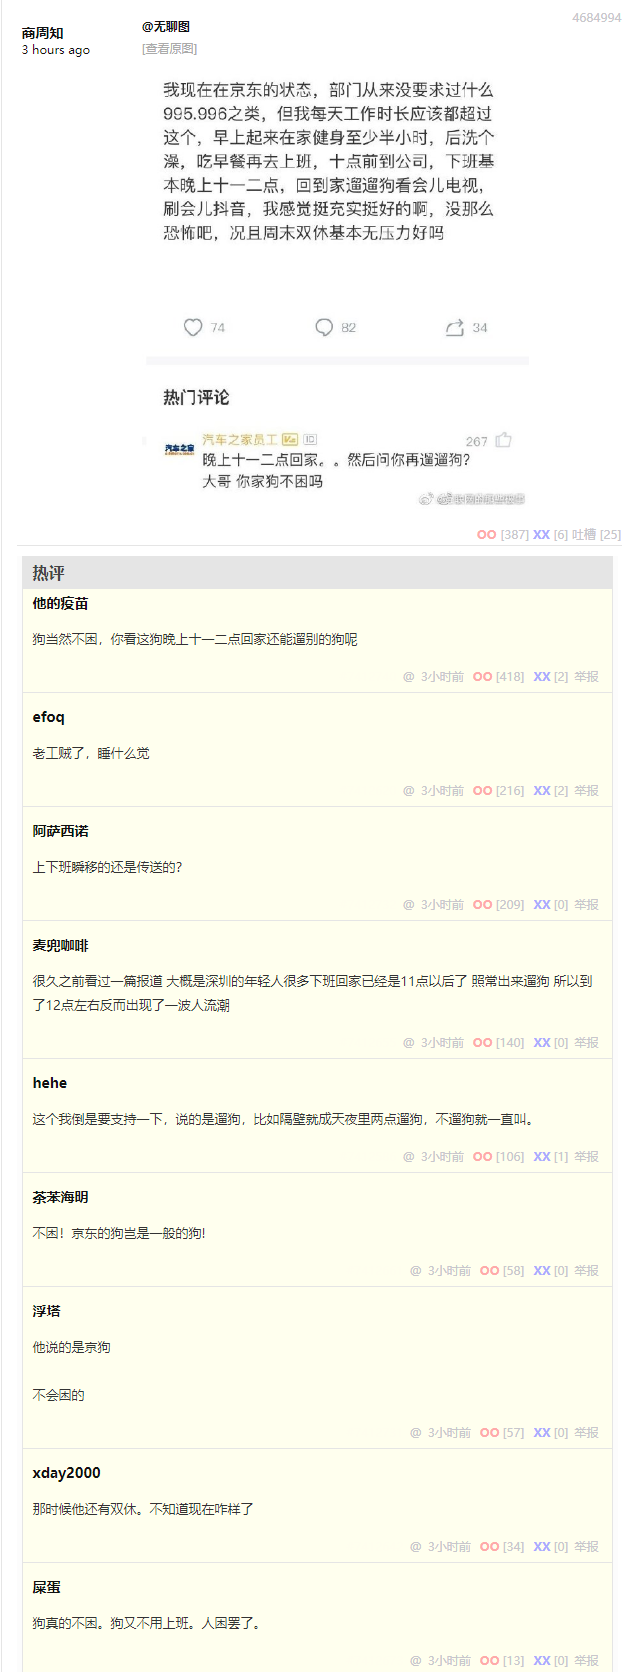 4684994
商周知
3 hours ago
@无聊图
[查看原图]
我现在在京东的状态，部门从来没要求过什么
995.996之类，但我每天工作时长应该都超过
这个，早上起来在家健身至少半小时，后洗个
澡，吃早餐再去上班，十点前到公司，下班基
本晚上十一二点，回到家遛遛狗看会儿电视，
刷会儿抖音，我感觉挺充实挺好的啊，没那么
恐怖吧，况且周末双休基本无压力好吗
74
82
34
热门评论
汽车之家
汽车之家员工
267
晚上十一二点回家。。然后问你再遛遛狗？
大哥 你家狗不困吗
OO [387] XX [6] 吐槽 [25]
热评
他的疫苗
狗当然不困，你看这狗晚上十一二点回家还能遛别的狗呢
@ 3小时前 OO [418] XX [2] 举报
efoq
老工贼了，睡什么觉
@ 3小时前 OO [216] XX [2] 举报
阿萨西诺
上下班瞬移的还是传送的？
@ 3小时前 OO [209] XX [0] 举报
麦兜咖啡
很久之前看过一篇报道 大概是深圳的年轻人很多下班回家已经是11点以后了 照常出来遛狗 所以到
了12点左右反而出现了一波人流潮
@ 3小时前 OO [140] XX [0] 举报
hehe
这个我倒是要支持一下，说的是遛狗，比如隔壁就成天夜里两点遛狗，不遛狗就一直叫。
@ 3小时前 OO [106] XX [1] 举报
茶苯海明
不困！京东的狗岂是一般的狗!
@ 3小时前 OO [58] XX [0] 举报
浮塔
他说的是京狗
不会困的
@ 3小时前 OO [57] XX [0] 举报
xday2000
那时候他还有双休。不知道现在咋样了
@ 3小时前 OO [34] XX [0] 举报
屎蛋
狗真的不困。狗又不用上班。人困罢了。
@ 3小时前 OO [13] XX [0] 举报